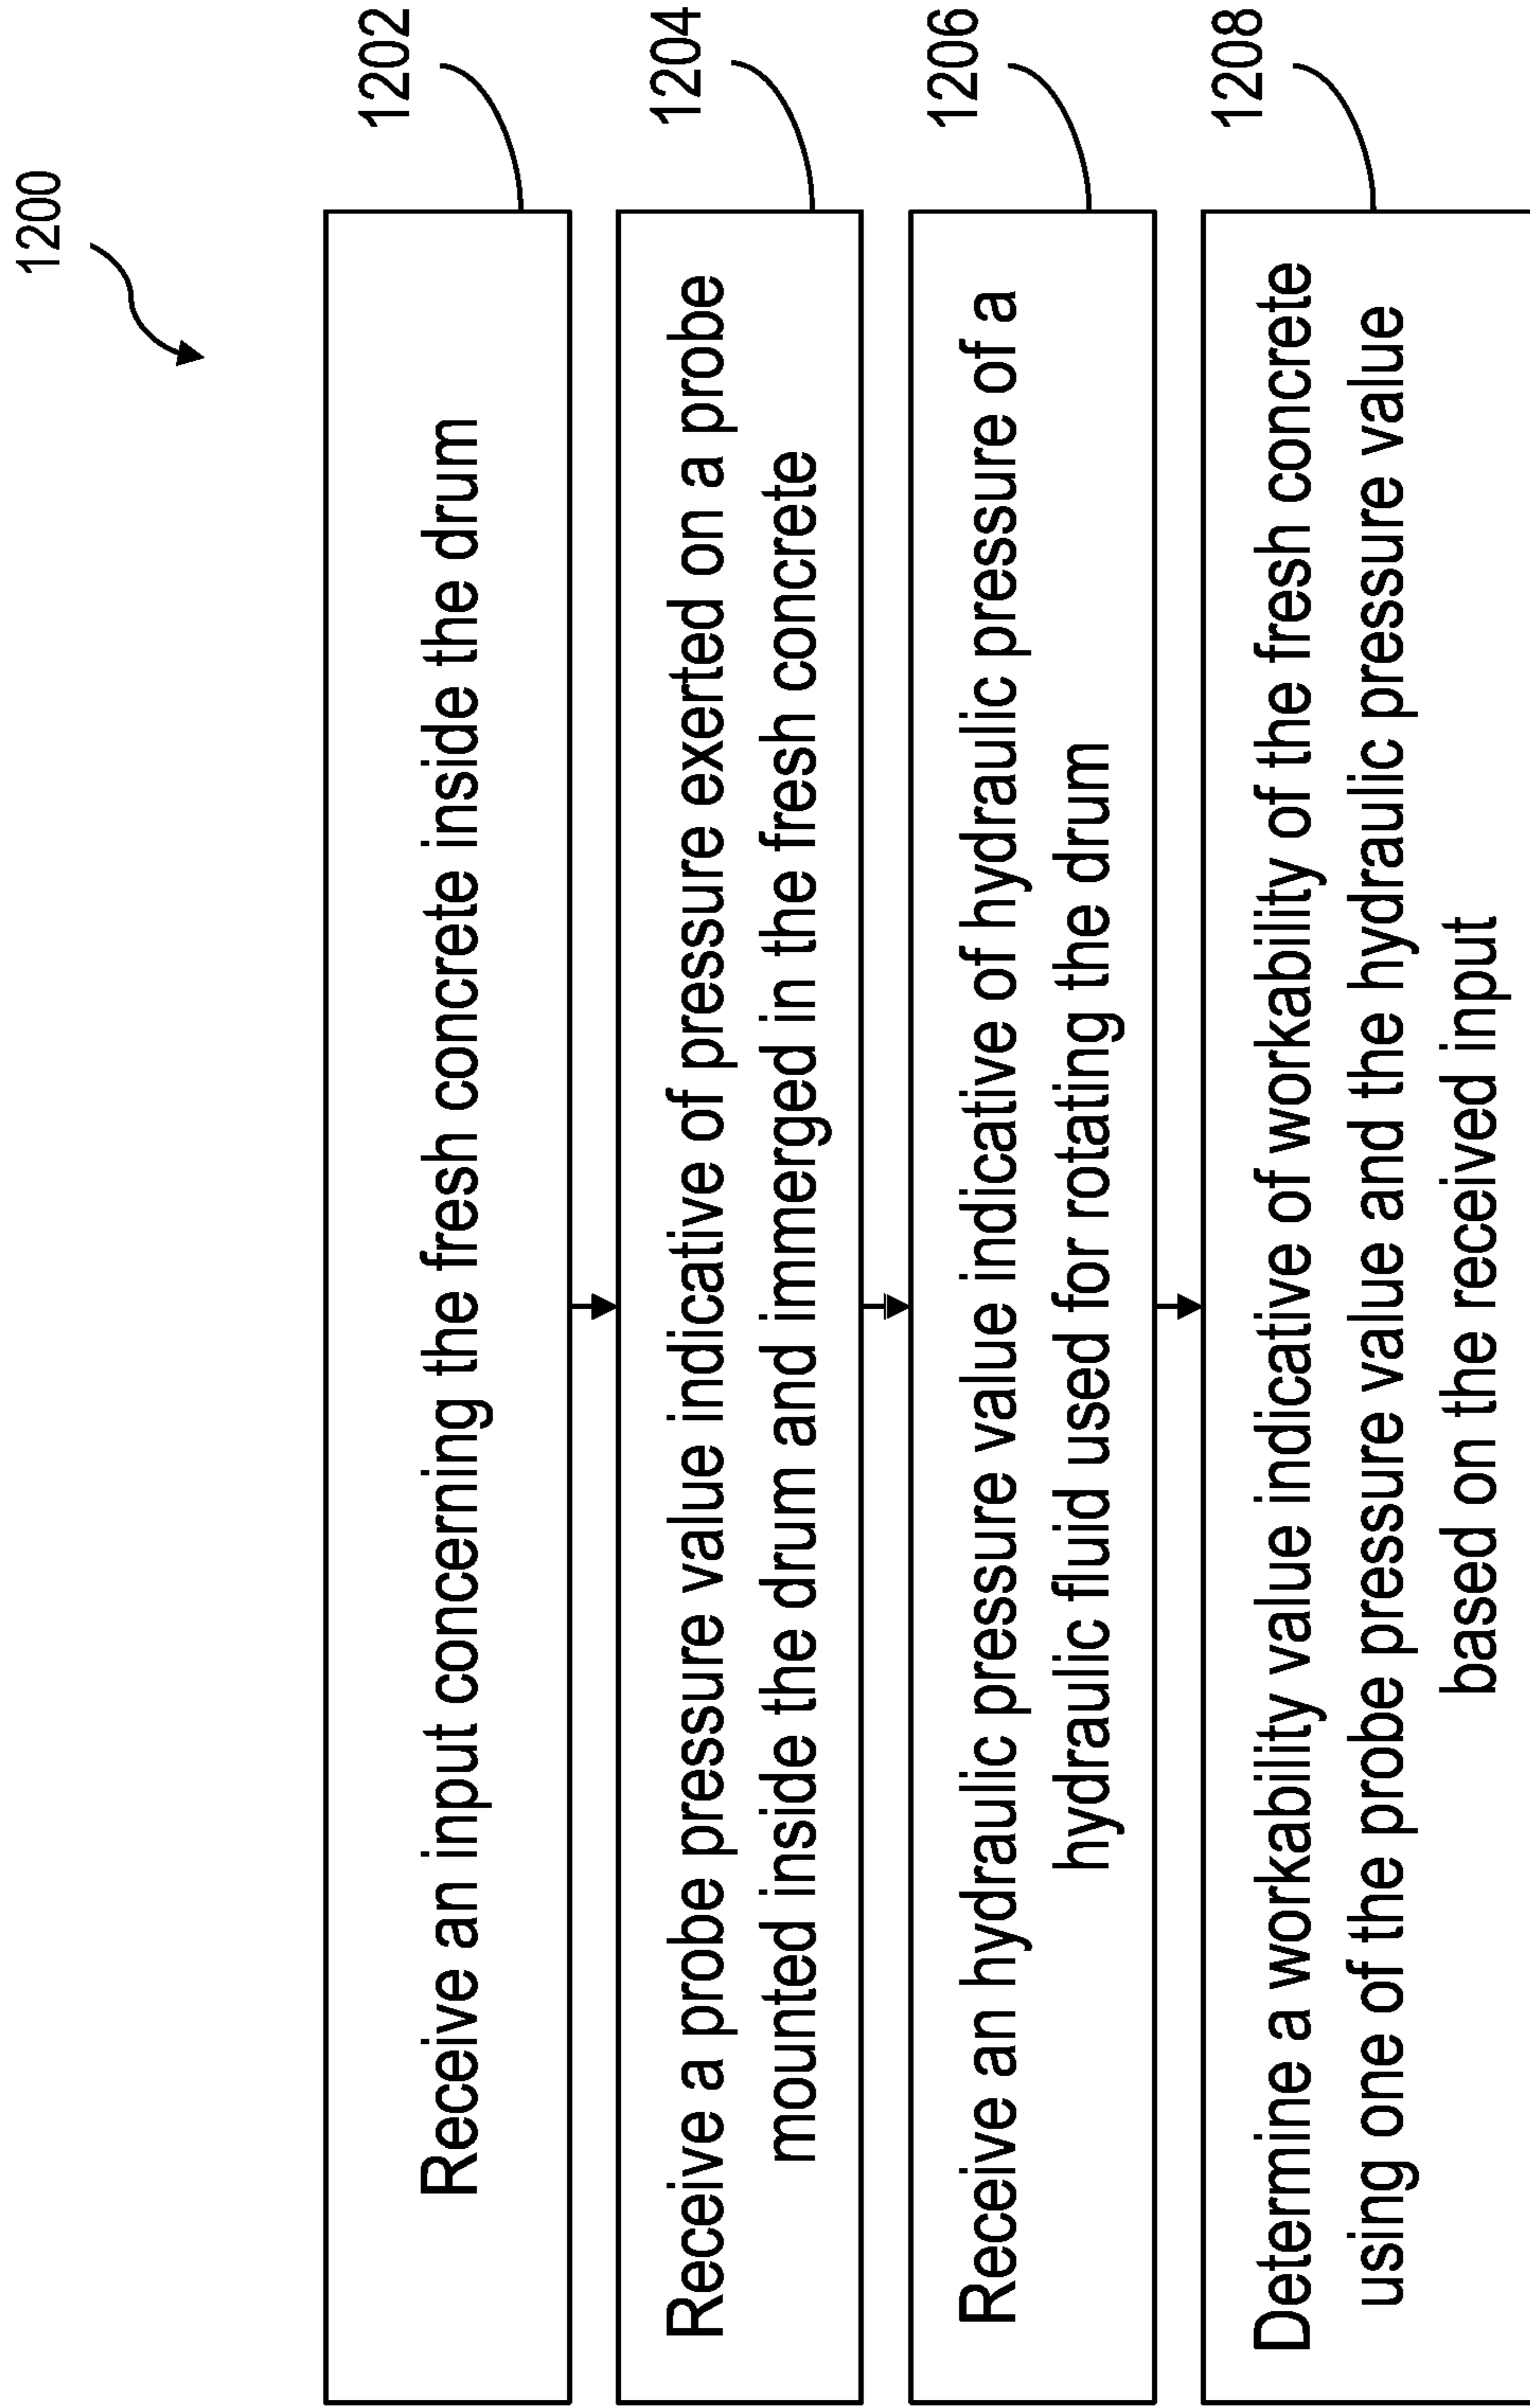 1200
Receive an input concerning the fresh concrete inside the drum
1202
Receive a probe pressure value indicative of pressure exerted on a probe
mounted inside the drum and immerged in the fresh concrete
1204
Receive an hydraulic pressure value indicative of hydraulic pressure of a
hydraulic fluid used for rotating the drum
1206
Determine a workability value indicative of workability of the fresh concrete
using one of the probe pressure value and the hydraulic pressure value
based on the received input
1208